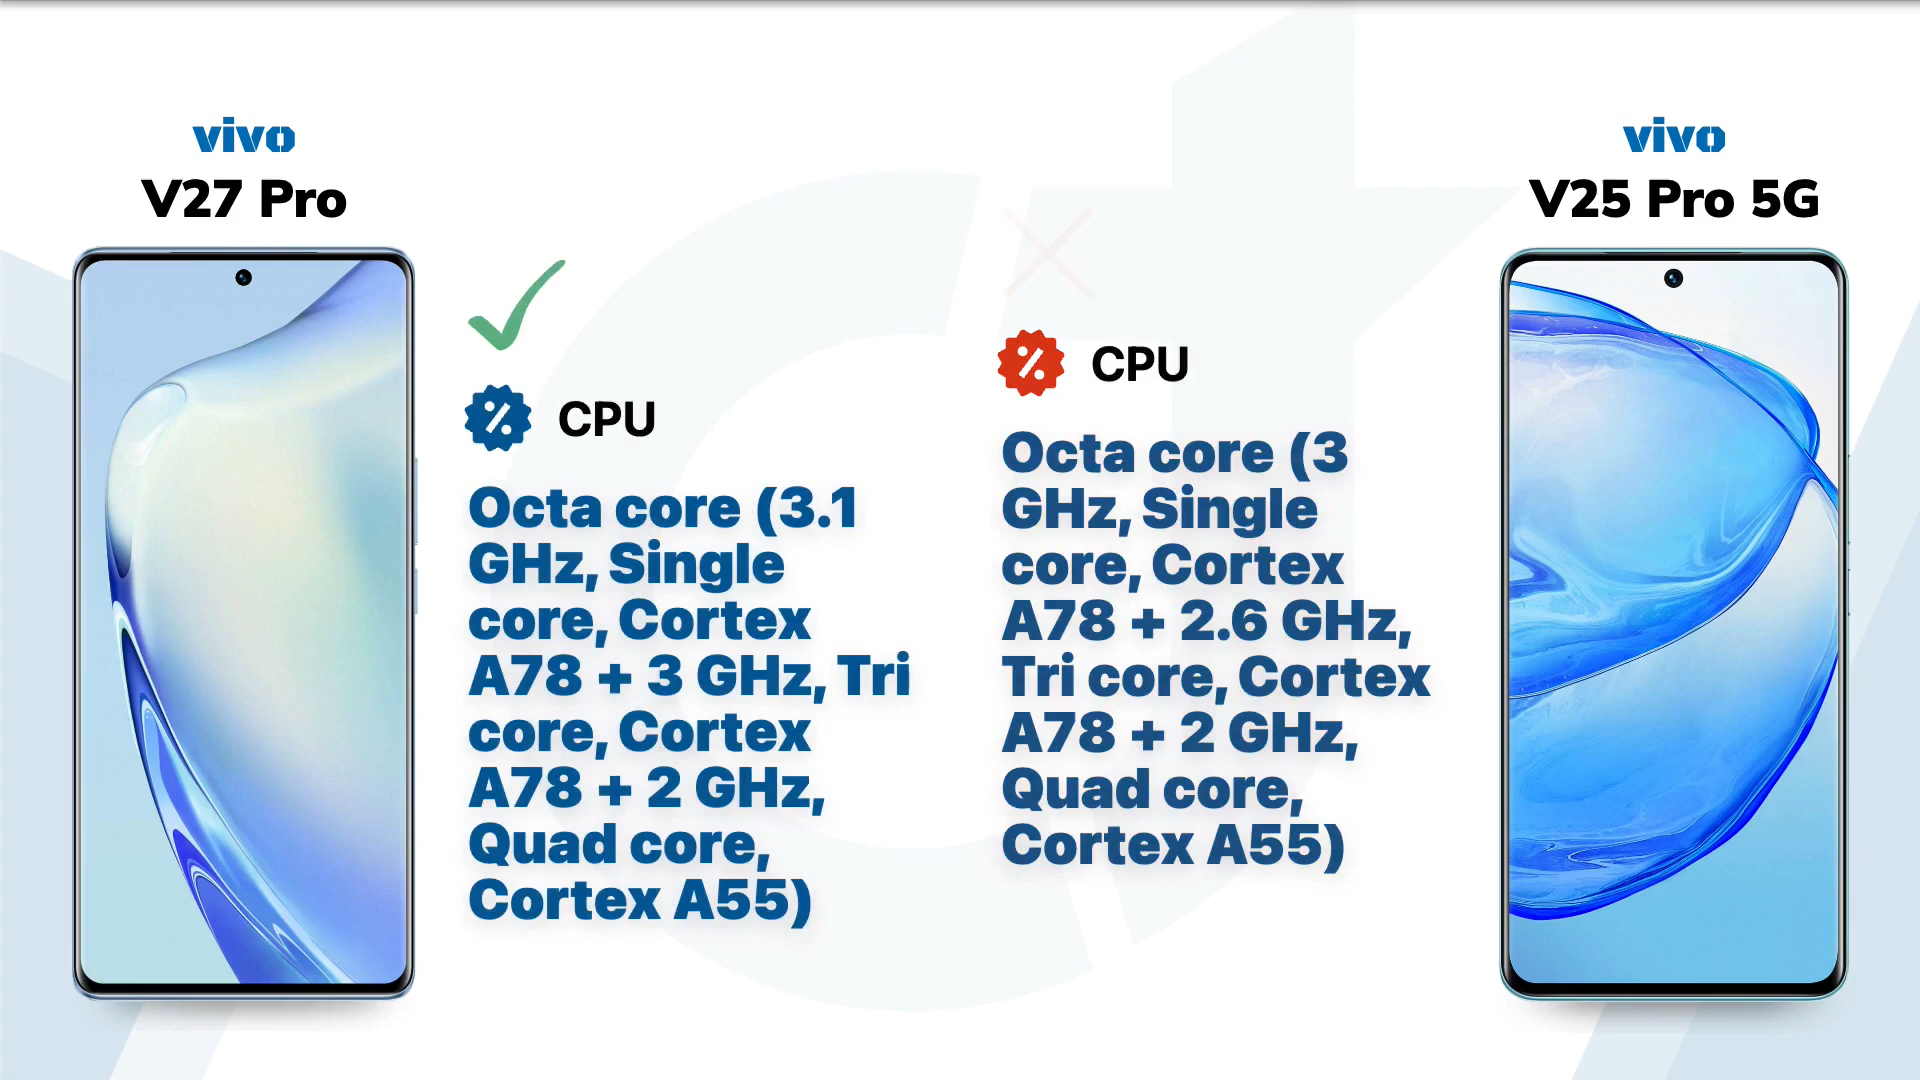 vivo
V27 Pro
CPU
Octa core (3.1
GHz, Single
core, Cortex
A78 + 3 GHz, Tri
core, Cortex
A78 + 2 GHz,
Quad core,
Cortex A55)
CPU
Octa core (3
GHz, Single
core, Cortex
A78 + 2.6 GHz,
Tri core, Cortex
A78 + 2 GHz,
Quad core,
Cortex A55)
vivo
V25 Pro 5G